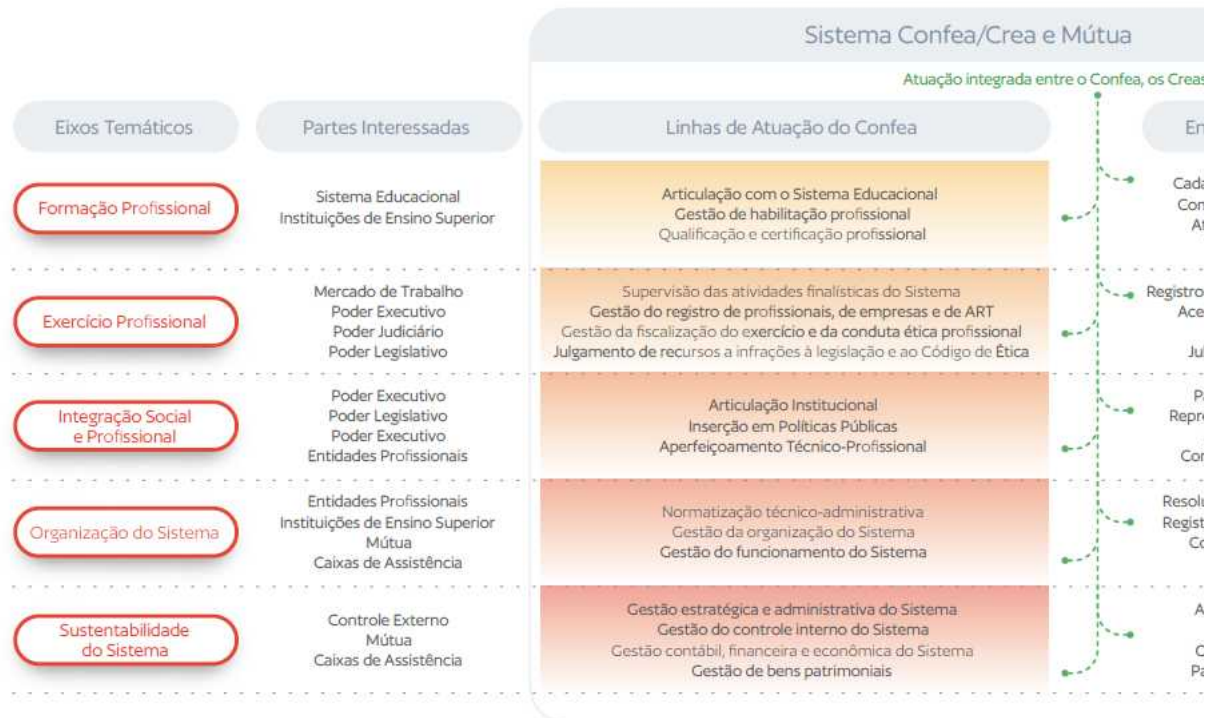 Sistema Confea/Crea e Mútua
Atuação integrada entre o Confea, os Creas
Eixos Temáticos
Partes Interessadas
Linhas de Atuação do Confea
Formação Profissional
Sistema Educacional
Instituições de Ensino Superior
Articulação com o Sistema Educacional
Gestão de habilitação profissional
Qualificação e certificação profissional
Exercício Profissional
Mercado de Trabalho
Poder Executivo
Poder Judiciário
Poder Legislativo
Supervisão das atividades finalísticas do Sistema
Gestão do registro de profissionais, de empresas e de ART
Gestão da fiscalização do exercício e da conduta ética profissional
Julgamento de recursos a infrações à legislação e ao Código de Ética
Registro
Integração Social
e Profissional
Poder Executivo
Poder Legislativo
Poder Executivo
Entidades Profissionais
Articulação Institucional
Inserção em Políticas Públicas
Aperfeiçoamento Técnico-Profissional
Organização do Sistema
Entidades Profissionais
Instituições de Ensino Superior
Mútua
Caixas de Assistência
Normatização técnico-administrativa
Gestão da organização do Sistema
Gestão do funcionamento do Sistema
Sustentabilidade
do Sistema
Controle Externo
Mútua
Caixas de Assistência
Gestão estratégica e administrativa do Sistema
Gestão do controle interno do Sistema
Gestão contábil, financeira e econômica do Sistema
Gestão de bens patrimoniais